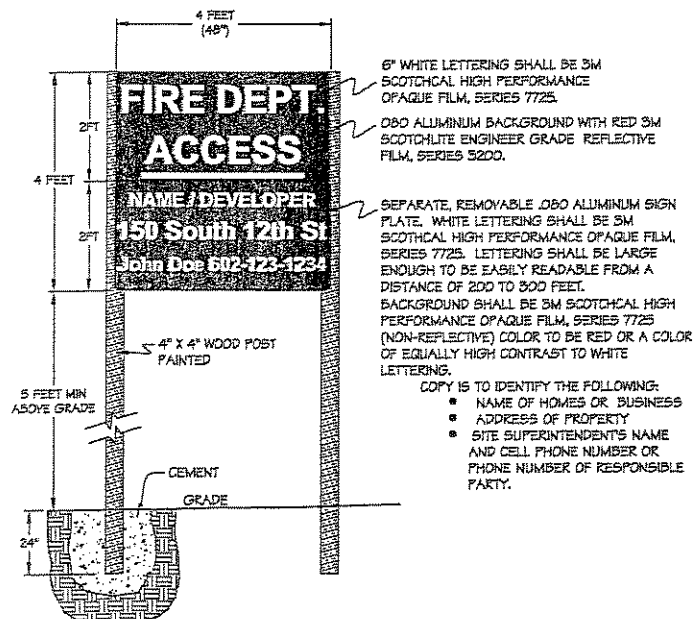 4 FEET
(48")
FIRE DEPT.
ACCESS
NAME / DEVELOPER
150 South 12th St
John Doe 602-123-1234
2FT
4 FEET
2FT
5 FEET MIN
ABOVE GRADE
4" X 4" WOOD POST
PAINTED
CEMENT
GRADE
24"
6" WHITE LETTERING SHALL BE 3M
SCOTCHCAL HIGH PERFORMANCE
OPAQUE FILM, SERIES 7725.
.080 ALUMINUM BACKGROUND WITH RED 3M
SCOTCHLITE ENGINEER GRADE REFLECTIVE
FILM, SERIES 3200.
SEPARATE, REMOVABLE .080 ALUMINUM SIGN
PLATE. WHITE LETTERING SHALL BE 3M
SCOTHCAL HIGH PERFORMANCE OPAQUE FILM,
SERIES 7725. LETTERING SHALL BE LARGE
ENOUGH TO BE EASILY READABLE FROM A
DISTANCE OF 200 TO 300 FEET.
BACKGROUND SHALL BE 3M SCOTCHCAL HIGH
PERFORMANCE OPAQUE FILM, SERIES 7725
(NON-REFLECTIVE) COLOR TO BE RED OR A COLOR
OF EQUALLY HIGH CONTRAST TO WHITE
LETTERING.
COPY IS TO IDENTIFY THE FOLLOWING:
• NAME OF HOMES OR BUSINESS
• ADDRESS OF PROPERTY
• SITE SUPERINTENDENT'S NAME
AND CELL PHONE NUMBER OR
PHONE NUMBER OF RESPONSIBLE
PARTY.